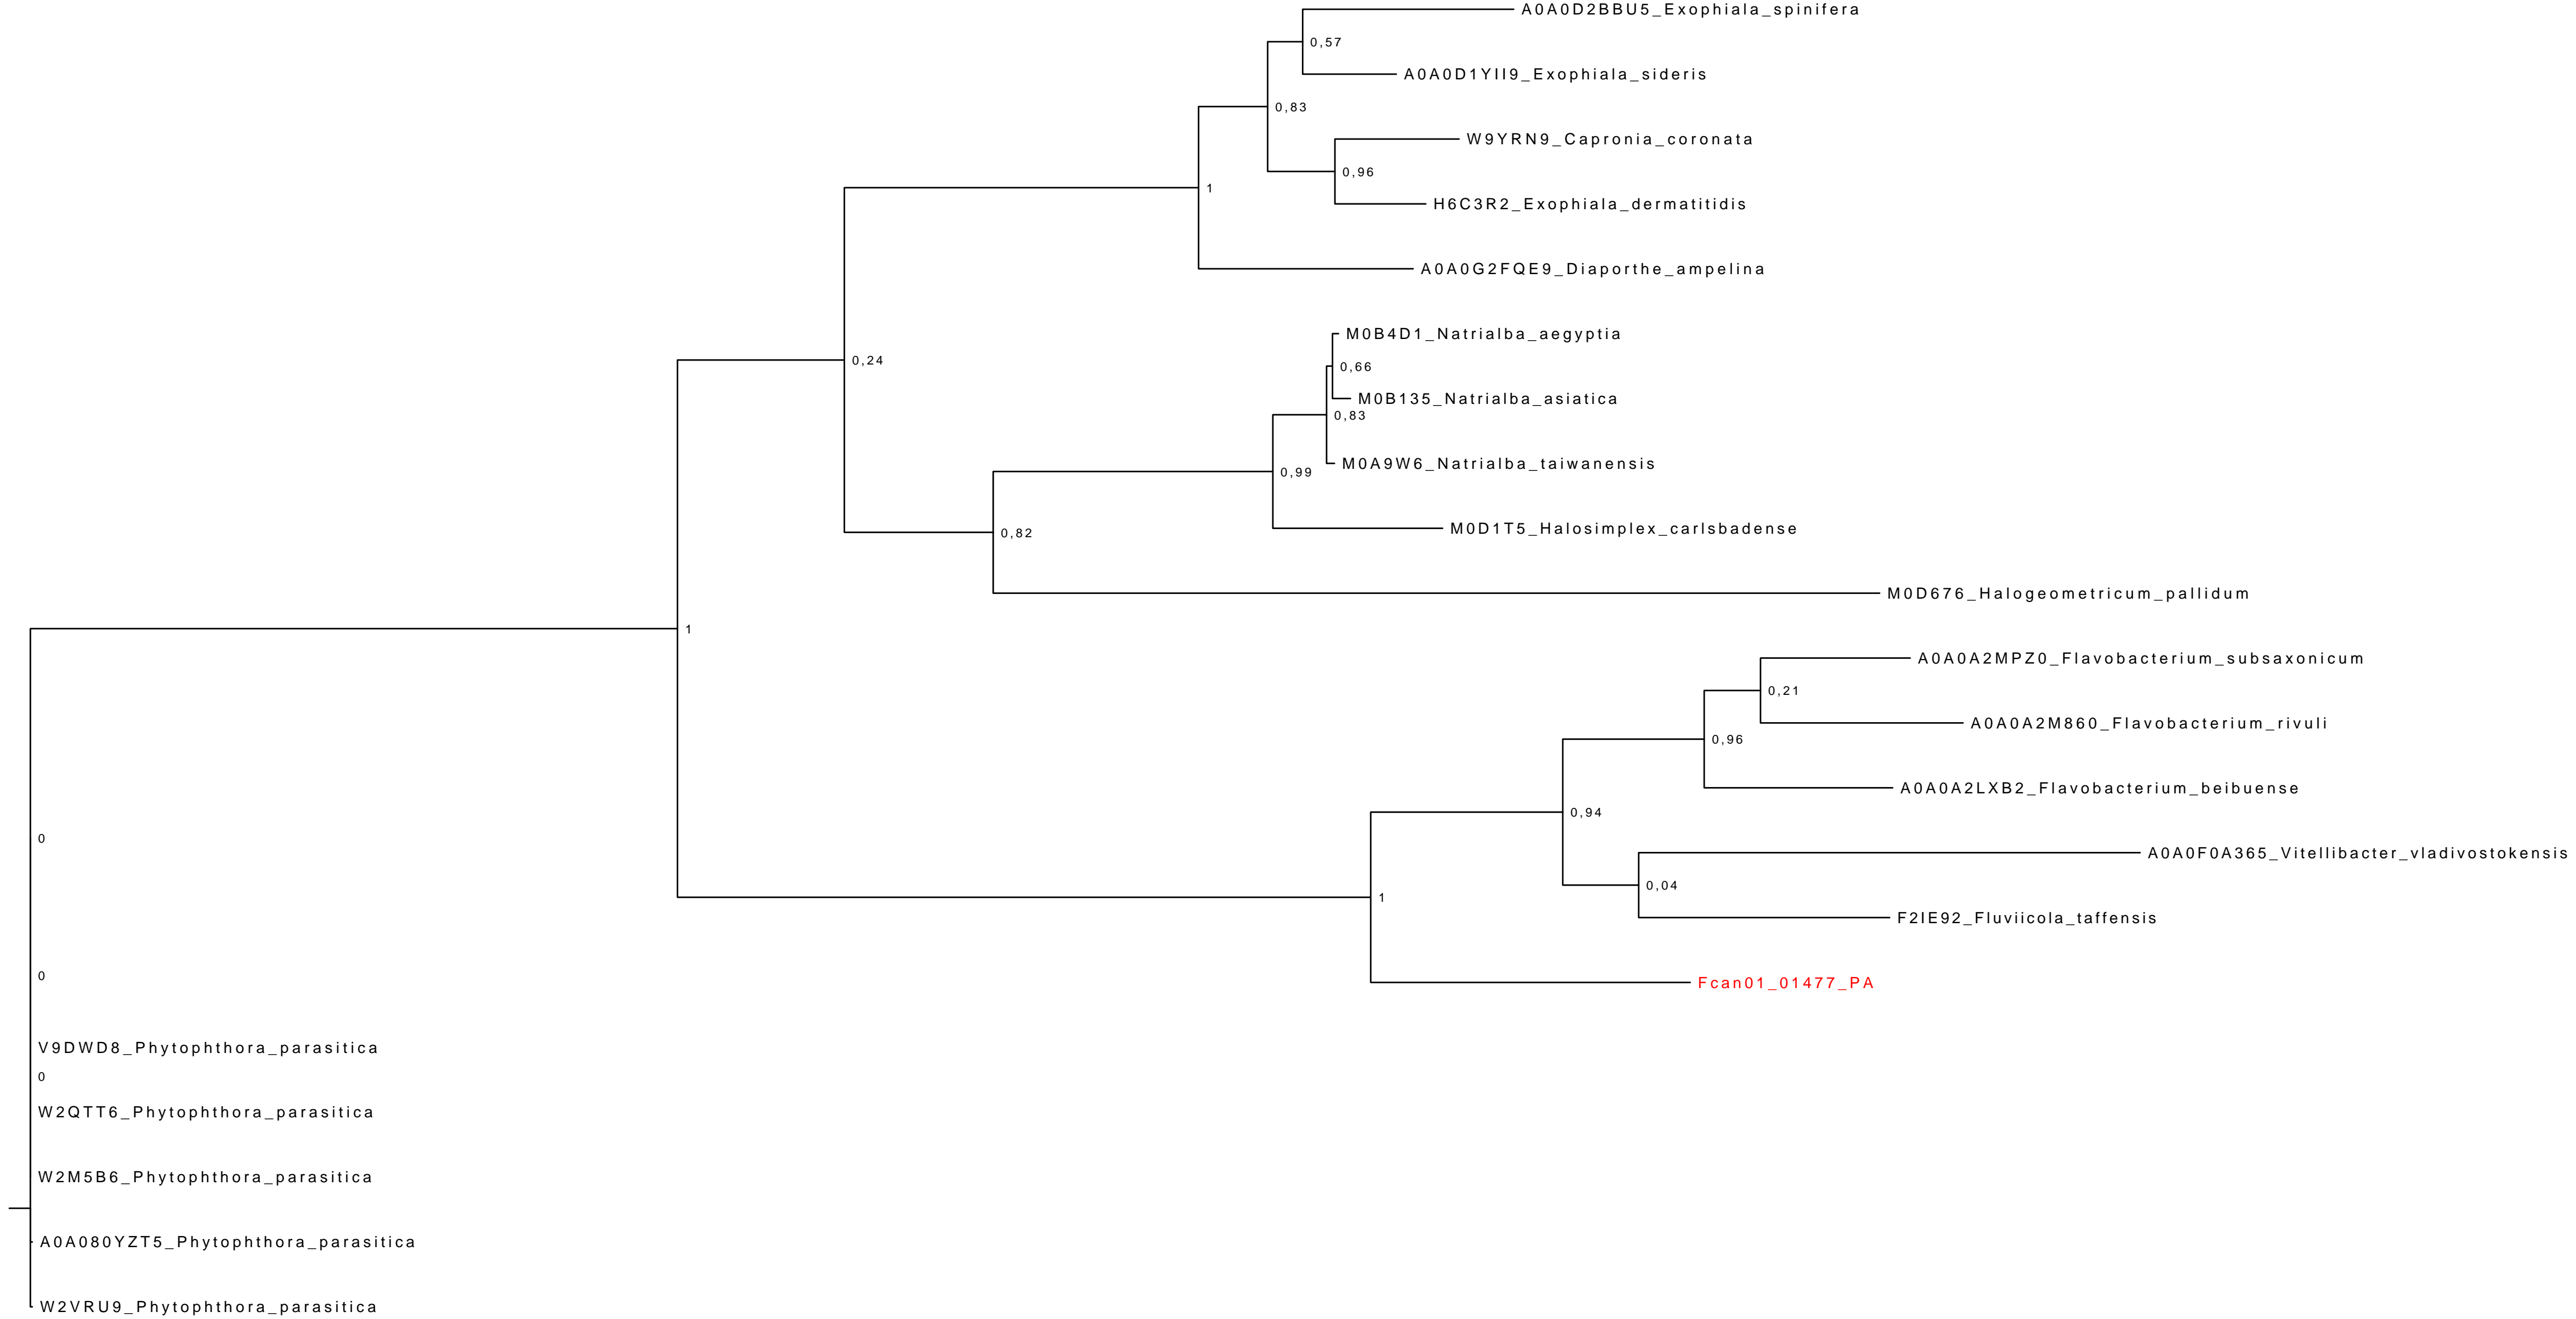 A0A0D2BBU5_Exophiala_spinifera
0,57
A0A0D1YII9_Exophiala_sideris
0,83
W9YRN9_Capronia_coronata
0,96
H6C3R2_Exophiala_dermatitidis
1
A0A0G2FQE9_Diaporthe_ampelina
M0B4D1_Natrialba_aegyptia
0,24
0,66
M0B135_Natrialba_asiatica
0,83
M0A9W6_Natrialba_taiwanensis
0,99
M0D1T5_Halosimplex_carlsbadense
0,82
M0D676_Halogeometricum_pallidum
1
A0A0A2MPZ0_Flavobacterium_subsaxonicum
0,21
A0A0A2M860_Flavobacterium_rivuli
0,96
A0A0A2LXB2_Flavobacterium_beibuense
0,94
0
A0A0F0A365_Vitellibacter_vladivostokensis
0,04
1
F2IE92_Fluviicola_taffensis
0
Fcan01_01477_PA
V9DWD8_Phytophthora_parasitica
0
W2QTT6_Phytophthora_parasitica
W2M5B6_Phytophthora_parasitica
A0A080YZT5_Phytophthora_parasitica
W2VRU9_Phytophthora_parasitica